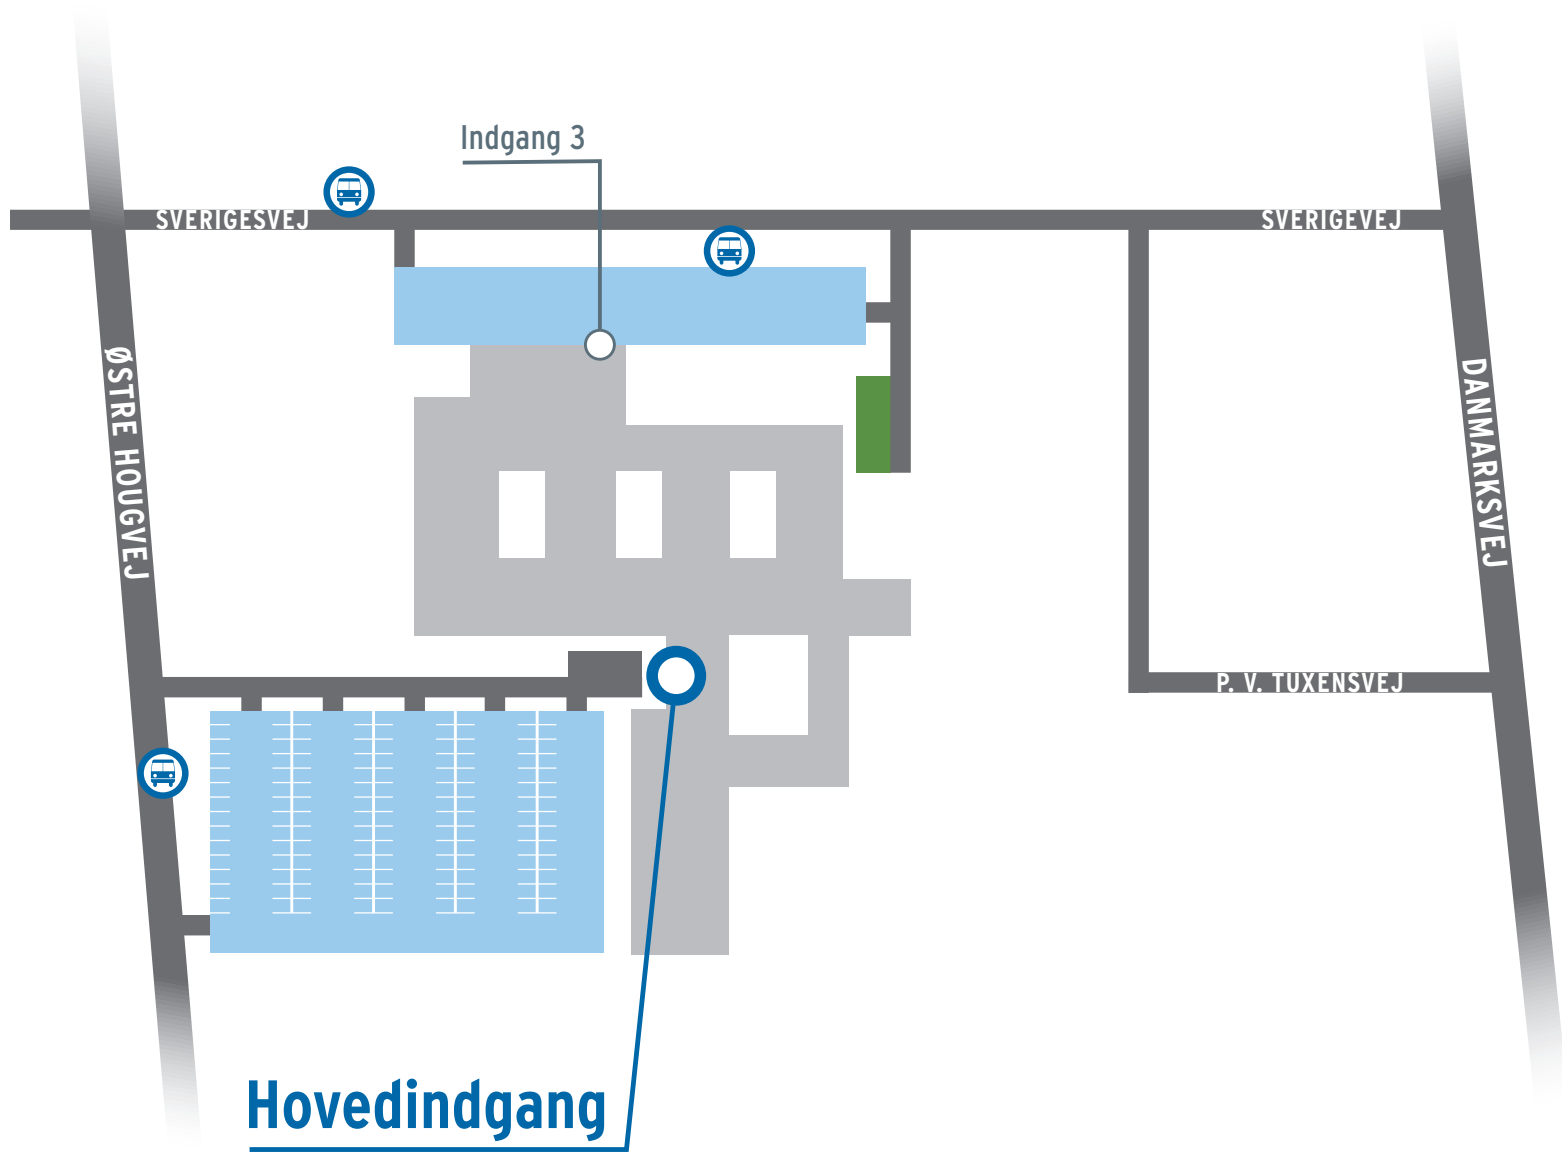 Indgang 3
SVERIGESVEJ
SVERIGEVEJ
ØSTRE HOUGVEJ
DANMARKSVEJ
P. V. TUXENSVEJ
Hovedindgang